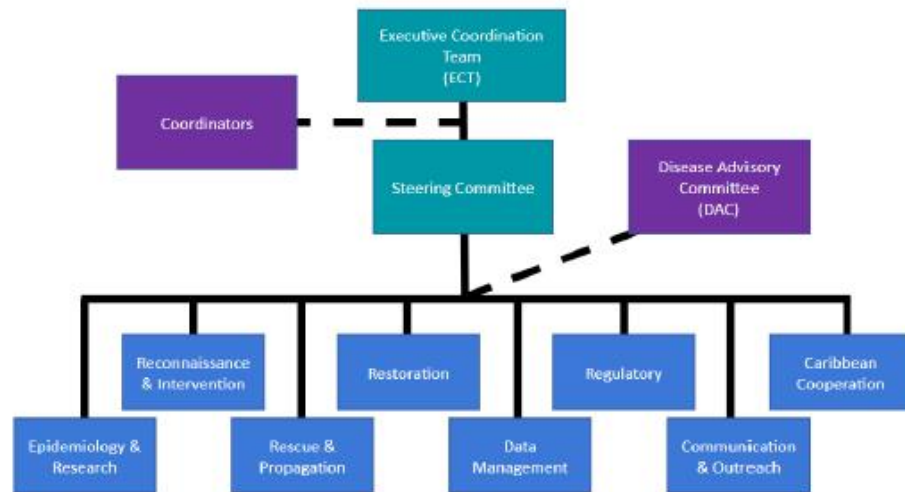 Executive Coordination
Team
(ECT)
Coordinators
Steering Committee
Disease Advisory
Committee
(DAC)
Reconnaissance
& Intervention
Restoration
Regulatory
Caribbean
Cooperation
Epidemiology &
Research
Rescue &
Propagation
Data
Management
Communication
& Outreach